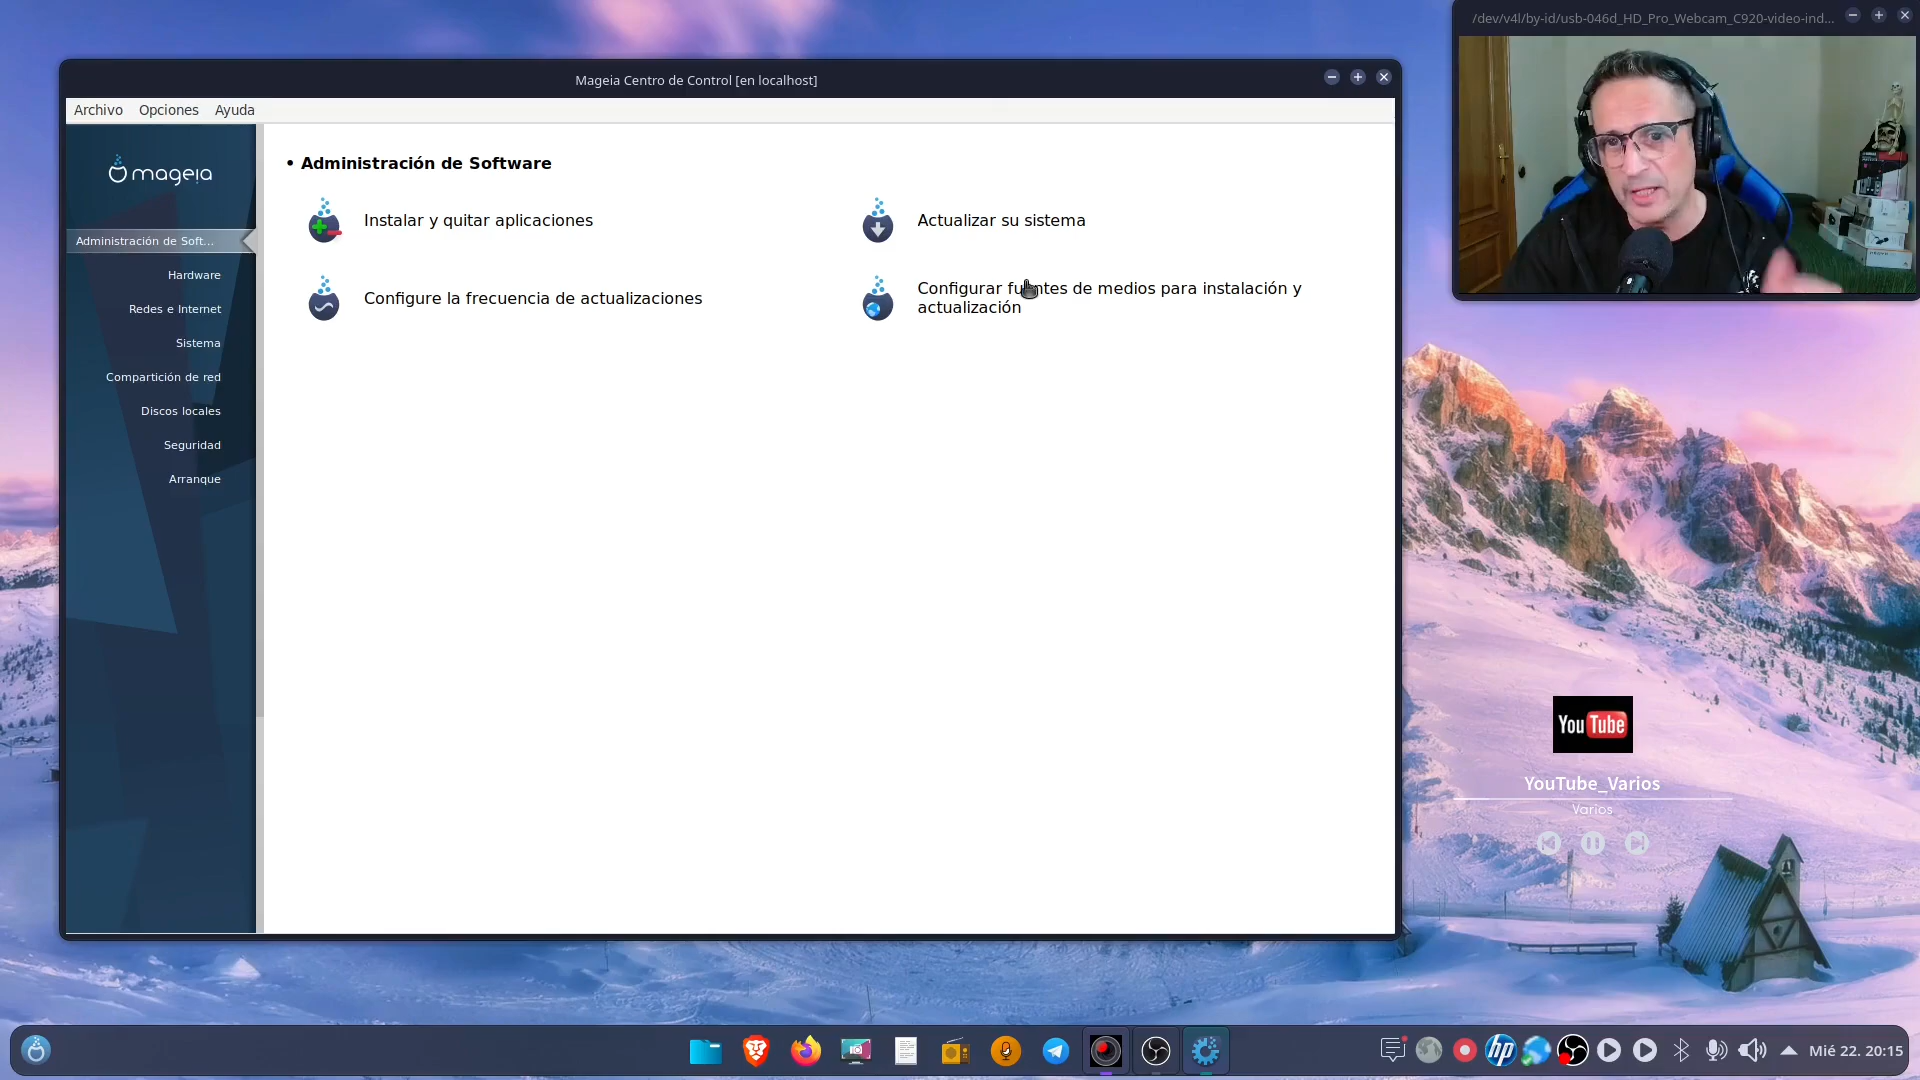 /dev/v4l/by-id/usb-046d_HD_Pro_Webcam_C920-video-ind...
Mageia Centro de Control [en localhost]
Archivo Opciones Ayuda
mageia
• Administración de Software
Instalar y quitar aplicaciones
Actualizar su sistema
Configure la frecuencia de actualizaciones
Configurar fuentes de medios para instalación y
actualización
Administración de Soft...
Hardware
Redes e Internet
Sistema
Compartición de red
Discos locales
Seguridad
Arranque
YouTube
YouTube_Varios
Varios
hp
Mié 22. 20:15